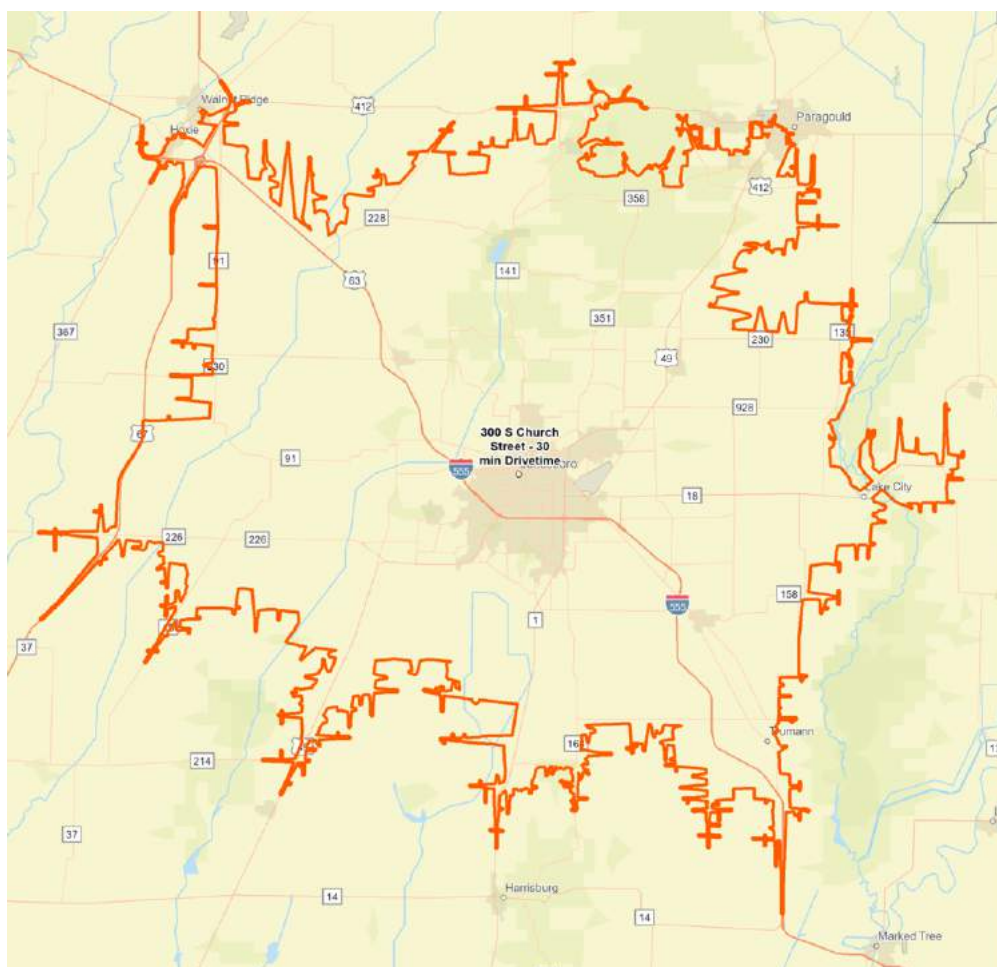 Walnut Ridge
412
Hoxie
Paragould
412
358
228
91
141
63
367
351
135
230
49
230
67
928
300 S Church
Street - 30
min Drivetime
91
555
18
Lake City
226
226
158
555
1
37
Trumann
163
214
37
14
Harrisburg
14
Marked Tree